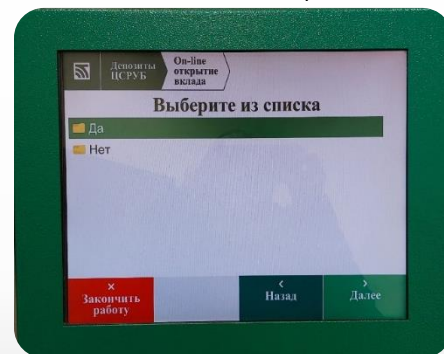 Депозиты
ЦСРУБ
On-line
открытие
вклада
Выберите из списка
Да
Нет
×
Закончить
работу
<
Назад
>
Далее